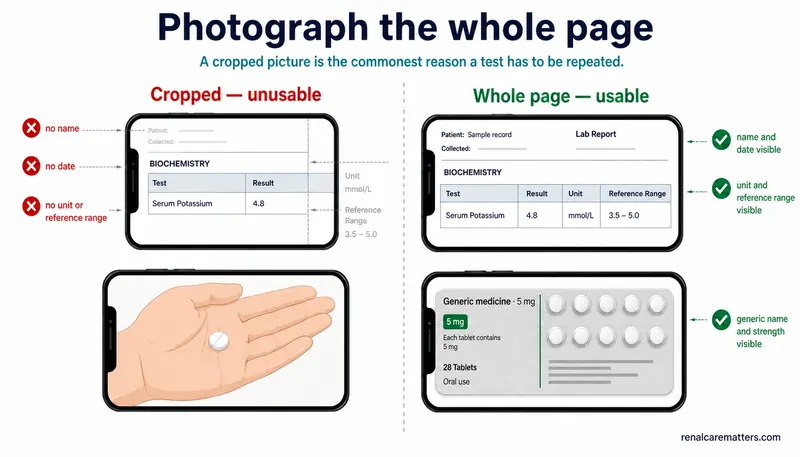 Photograph the whole page
A cropped picture is the commonest reason a test has to be repeated.
Cropped — unusable
no name
no date
no unit or
reference range
Patient:
Collected:
BIOCHEMISTRY
Test Result
Serum Potassium 4.8
Unit
mmol/L
Reference
Range
3.5 – 5.0
Whole page — usable
Patient: Sample record Lab Report
Collected:
BIOCHEMISTRY
Test Result Unit Reference Range
Serum Potassium 4.8 mmol/L 3.5 – 5.0
name and
date visible
unit and
reference range
visible
Generic medicine · 5 mg
5 mg
Each tablet contains
5 mg
28 Tablets
Oral use
generic name
and strength
visible
renalcarematters.com